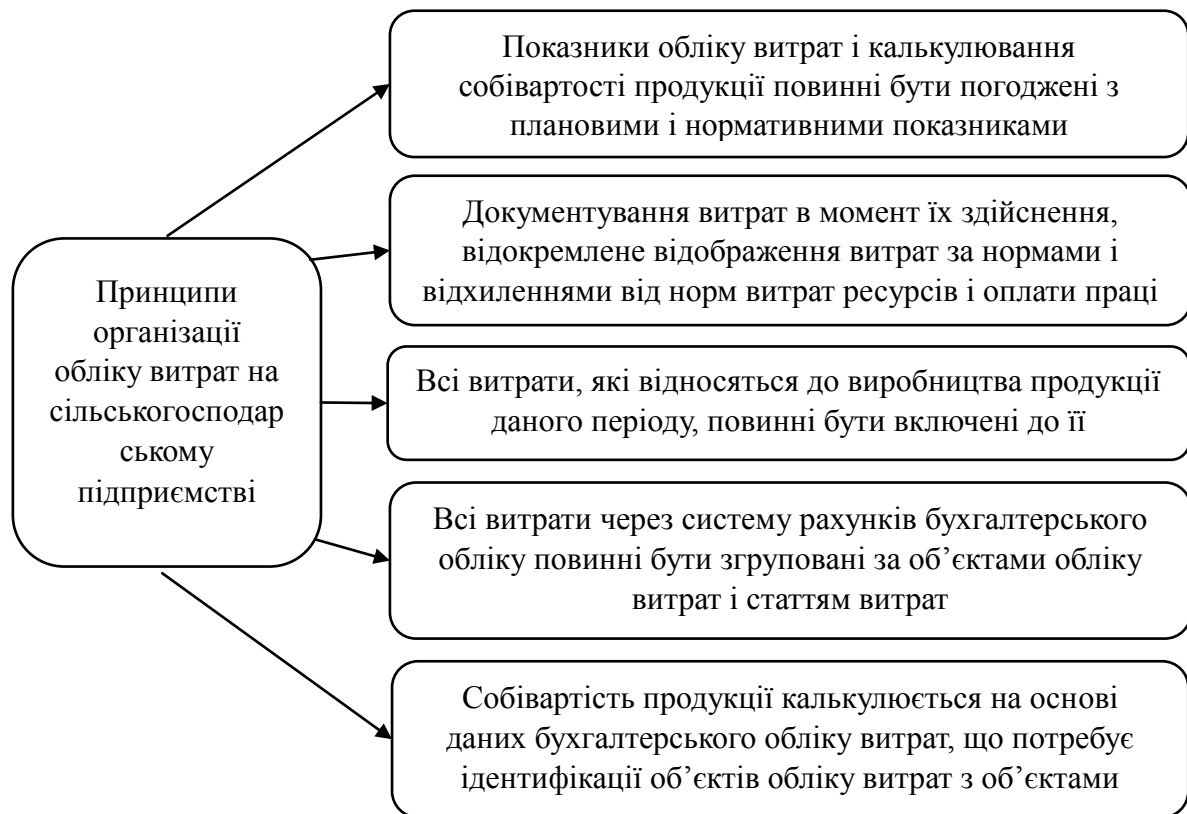 Принципи
організації
обліку витрат на
сільськогосподар
ському
підприємстві
Показники обліку витрат і калькулювання
собівартості продукції повинні бути погоджені з
плановими і нормативними показниками
Документування витрат в момент їх здійснення,
відокремлене відображення витрат за нормами і
відхиленнями від норм витрат ресурсів і оплати праці
Всі витрати, які відносяться до виробництва продукції
даного періоду, повинні бути включені до її
Всі витрати через систему рахунків бухгалтерського
обліку повинні бути згруповані за об’єктами обліку
витрат і статтям витрат
Собівартість продукції калькулюється на основі
даних бухгалтерського обліку витрат, що потребує
ідентифікації об’єктів обліку витрат з об’єктами